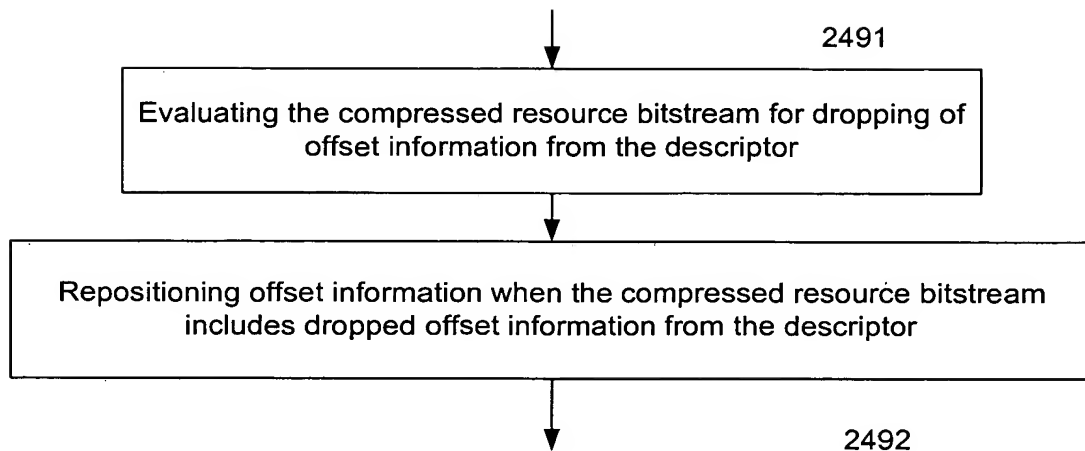 2491
Evaluating the compressed resource bitstream for dropping of
offset information from the descriptor
Repositioning offset information when the compressed resource bitstream
includes dropped offset information from the descriptor
2492